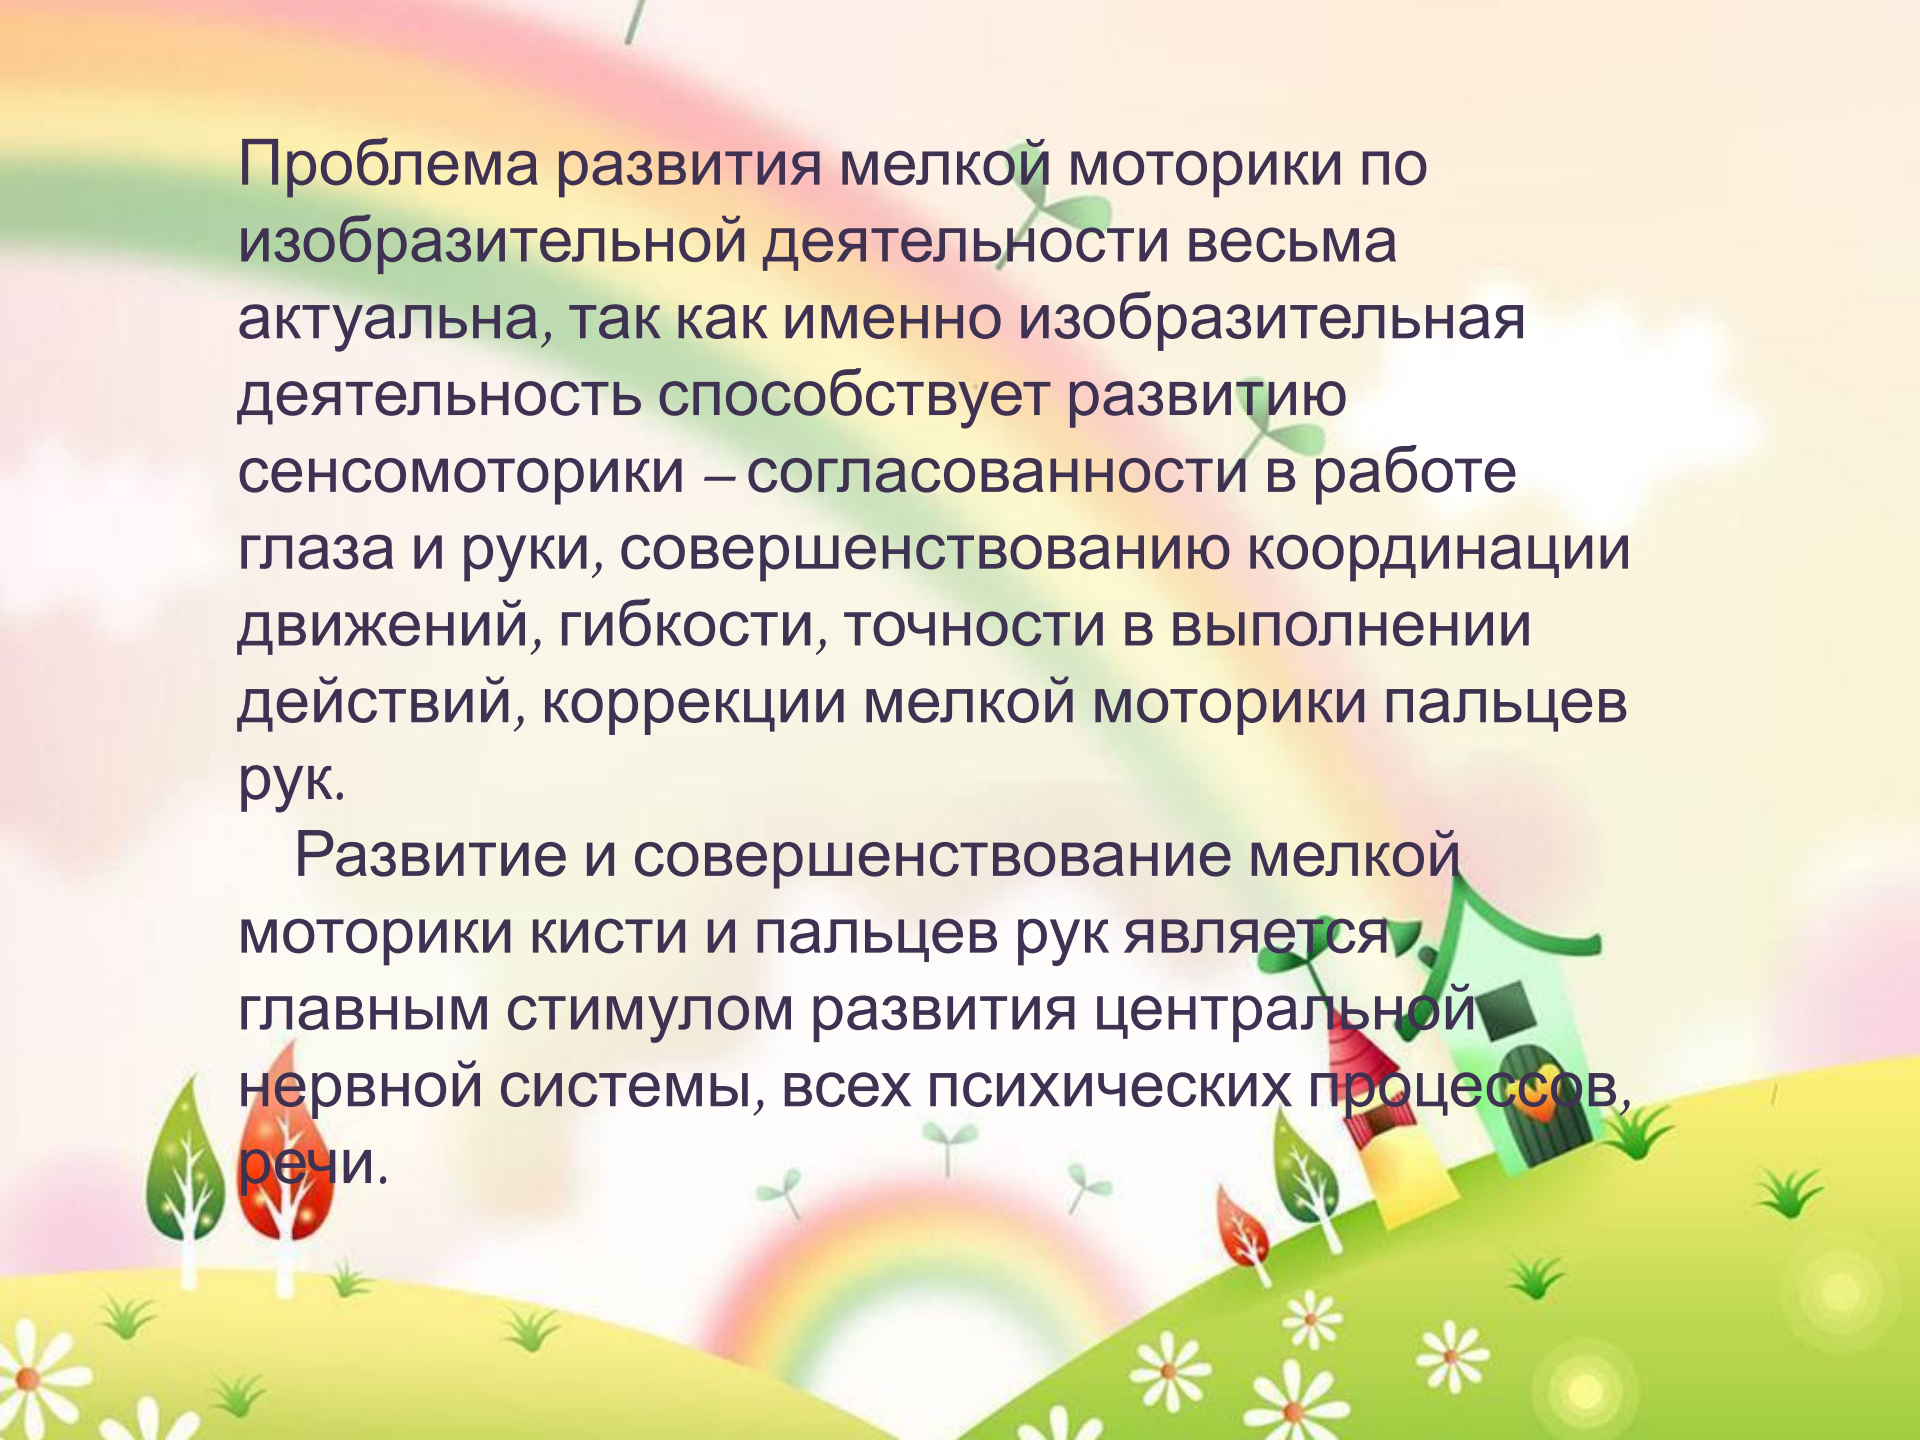 Проблема развития мелкой моторики по
изобразительной деятельности весьма
актуальна, так как именно изобразительная
деятельность способствует развитию
сенсомоторики – согласованности в работе
глаза и руки, совершенствованию координации
движений, гибкости, точности в выполнении
действий, коррекции мелкой моторики пальцев
рук.
Развитие и совершенствование мелкой
моторики кисти и пальцев рук является
главным стимулом развития центральной
нервной системы, всех психических процессов,
речи.